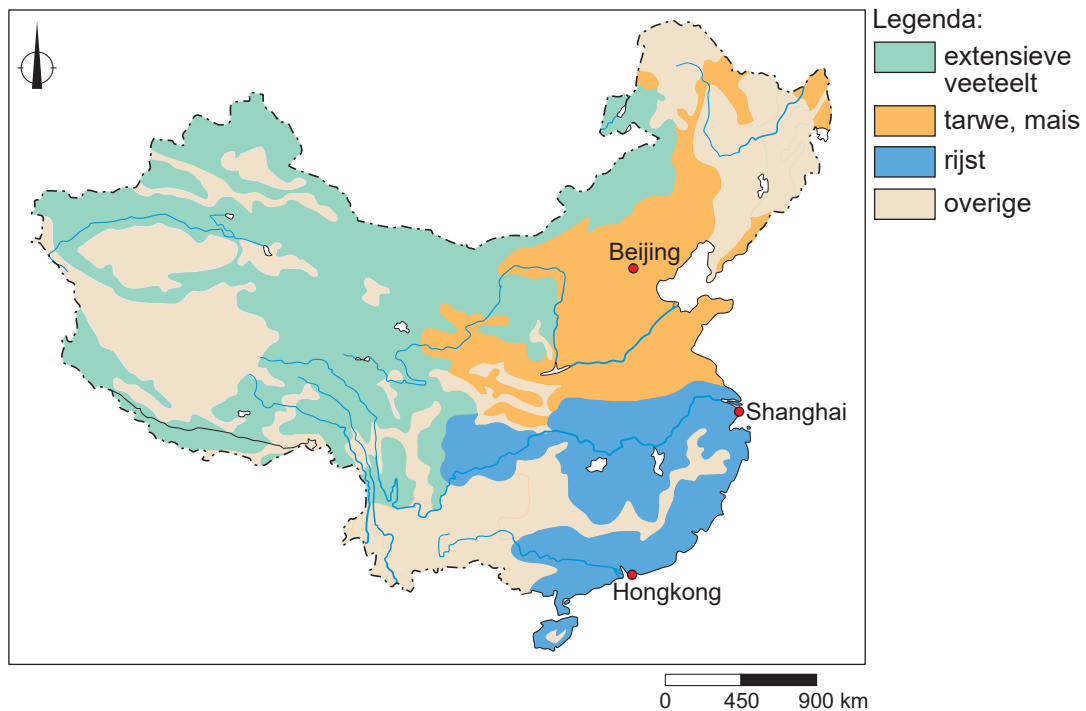 Legenda:
extensieve
veeteelt
tarwe, mais
rijst
overige
Beijing
Shanghai
Hongkong
0 450 900 km